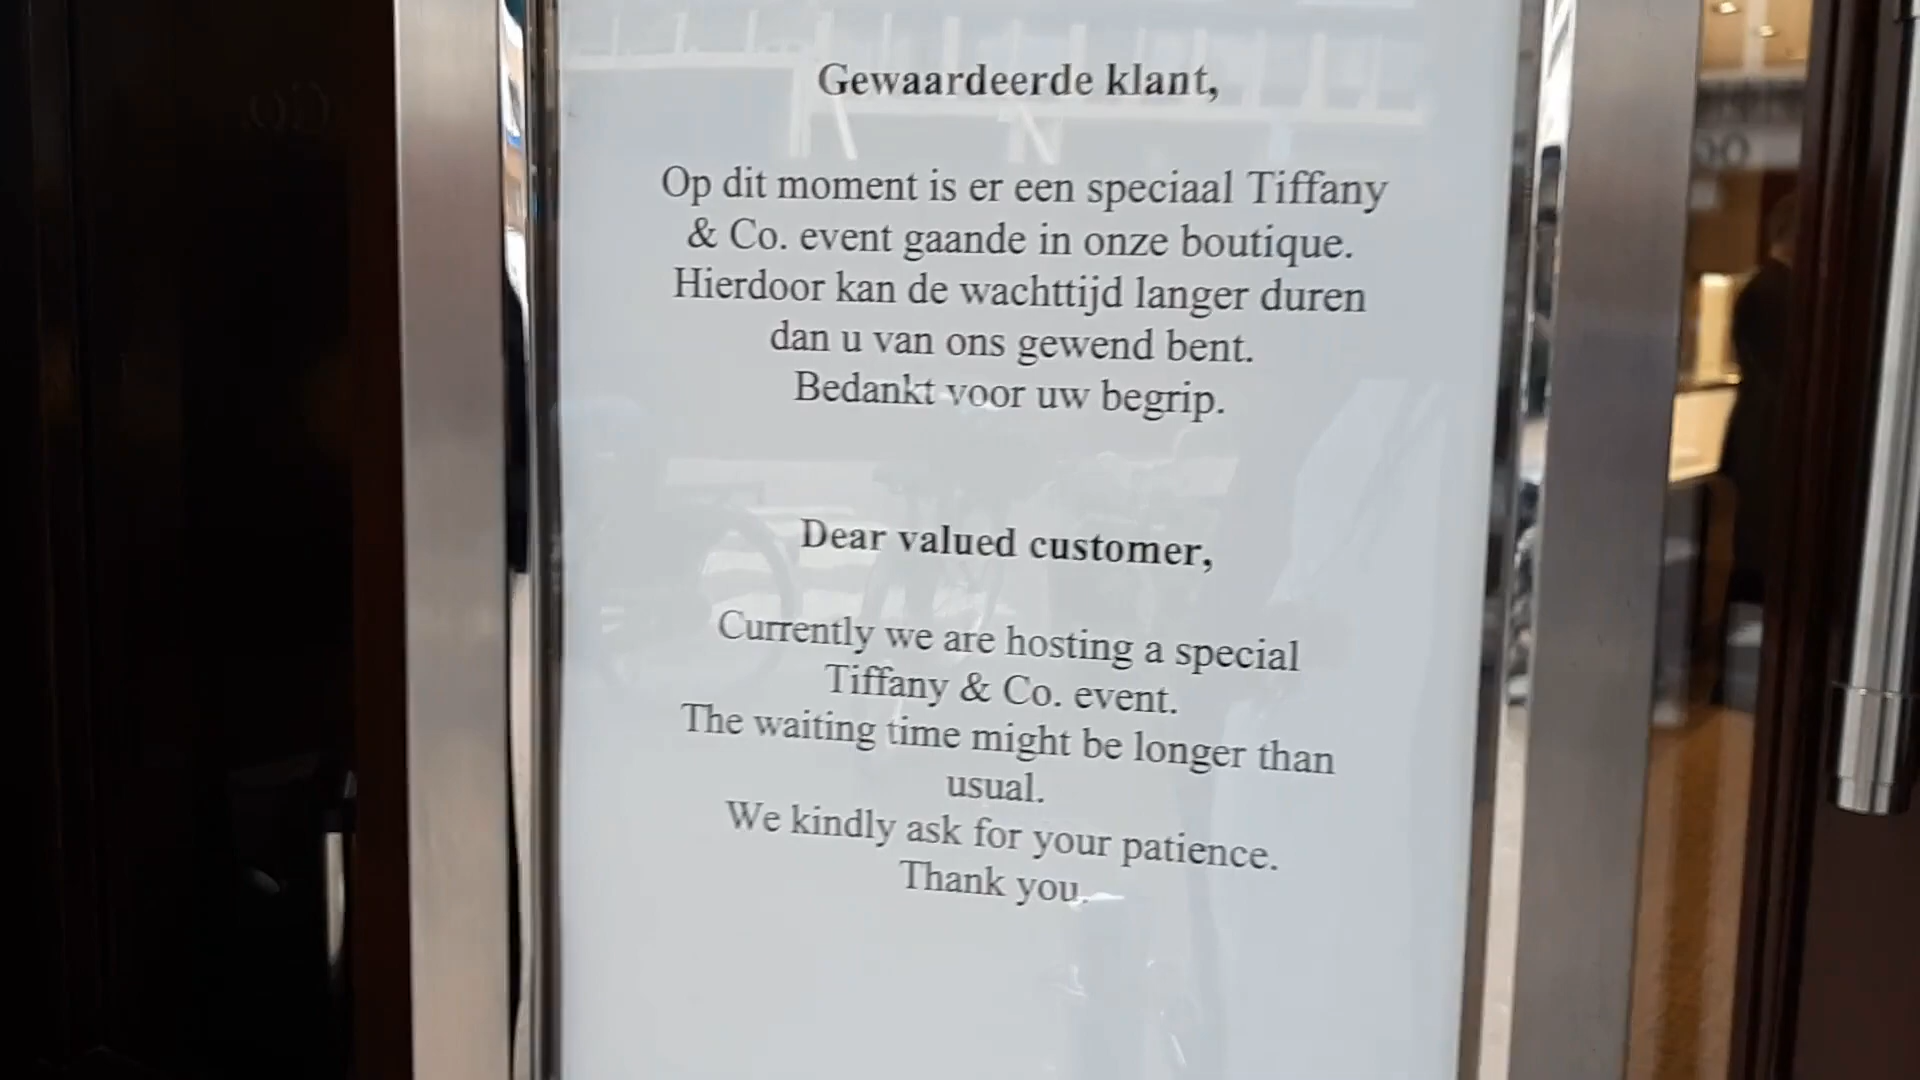 Gewaardeerde klant,
Op dit moment is er een speciaal Tiffany
& Co. event gaande in onze boutique.
Hierdoor kan de wachttijd langer duren
dan u van ons gewend bent.
Bedankt voor uw begrip.
Dear valued customer,
Currently we are hosting a special
Tiffany & Co. event.
The waiting time might be longer than
usual.
We kindly ask for your patience.
Thank you.